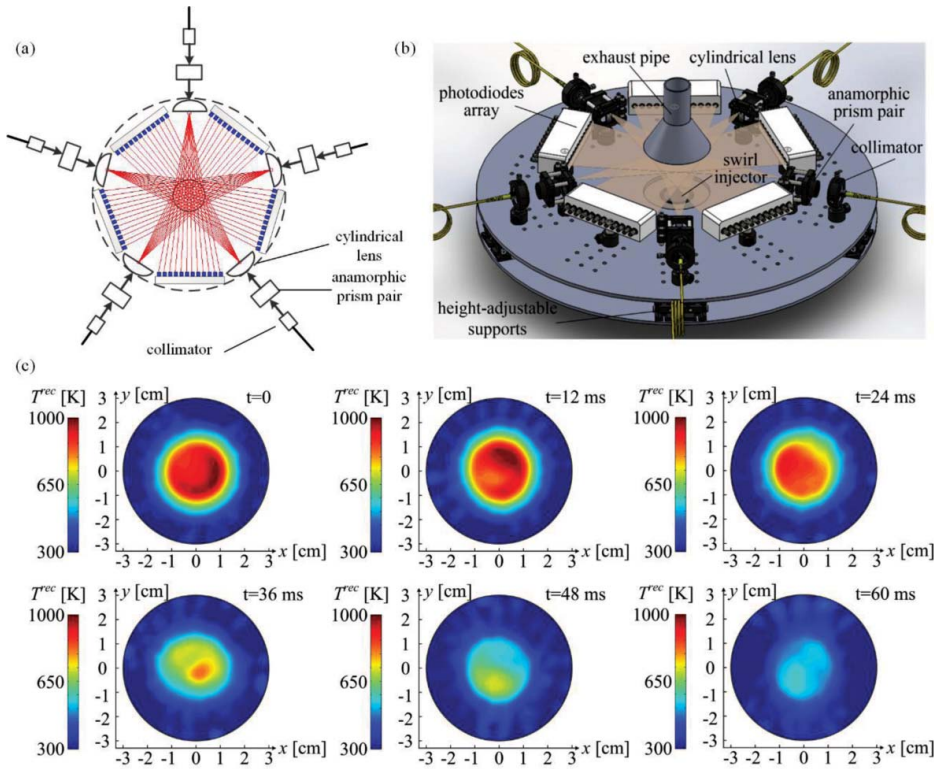 (a)
cylindrical
lens
anamorphic
prism pair
collimator
(b)
exhaust pipe
cylindrical lens
photodiodes
array
anamorphic
prism pair
collimator
swirl
injector
height-adjustable
supports
(c)
T^rec [K] y [cm] t=0
1000
650
300
3
2
1
0
-1
-2
-3
-3 -2 -1 0 1 2 3 x [cm]
T^rec [K] y [cm] t=12 ms
1000
650
300
3
2
1
0
-1
-2
-3
-3 -2 -1 0 1 2 3 x [cm]
T^rec [K] y [cm] t=24 ms
1000
650
300
3
2
1
0
-1
-2
-3
-3 -2 -1 0 1 2 3 x [cm]
T^rec [K] y [cm] t=36 ms
1000
650
300
3
2
1
0
-1
-2
-3
-3 -2 -1 0 1 2 3 x [cm]
T^rec [K] y [cm] t=48 ms
1000
650
300
3
2
1
0
-1
-2
-3
-3 -2 -1 0 1 2 3 x [cm]
T^rec [K] y [cm] t=60 ms
1000
650
300
3
2
1
0
-1
-2
-3
-3 -2 -1 0 1 2 3 x [cm]